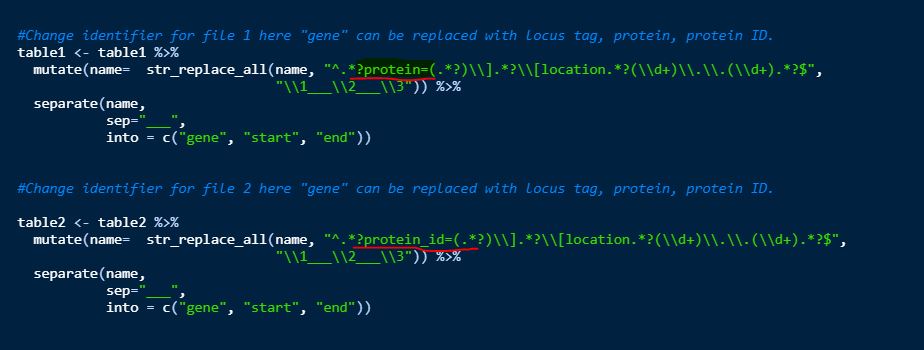 #Change identifier for file 1 here "gene" can be replaced with locus tag, protein, protein ID.
table1 <- table1 %>%
  mutate(name=  str_replace_all(name, "^.*?protein=(.*?)\\].*?\\[location.*?(\\d+)\\.\\.(\\d+).*?$",
                                "\\1___\\2___\\3")) %>%
  separate(name,
           sep="___",
           into = c("gene", "start", "end"))
#Change identifier for file 2 here "gene" can be replaced with locus tag, protein, protein ID.
table2 <- table2 %>%
  mutate(name=  str_replace_all(name, "^.*?protein_id=(.*?)\\].*?\\[location.*?(\\d+)\\.\\.(\\d+).*?$",
                                "\\1___\\2___\\3")) %>%
  separate(name,
           sep="___",
           into = c("gene", "start", "end"))